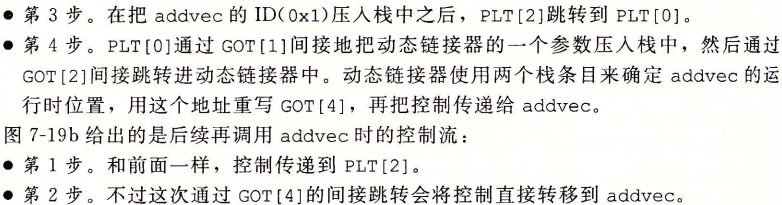 ● 第 3 步。在把 addvec 的 ID(0x1)压入栈中之后，PLT[2]跳转到 PLT[0]。
● 第 4 步。PLT[0]通过 GOT[1]间接地把动态链接器的一个参数压入栈中，然后通过
GOT[2]间接跳转进动态链接器中。动态链接器使用两个栈条目来确定 addvec 的运
行时位置，用这个地址重写 GOT[4]，再把控制传递给 addvec。
图 7-19b 给出的是后续再调用 addvec 时的控制流：
● 第 1 步。和前面一样，控制传递到 PLT[2]。
● 第 2 步。不过这次通过 GOT[4]的间接跳转会将控制直接转移到 addvec。